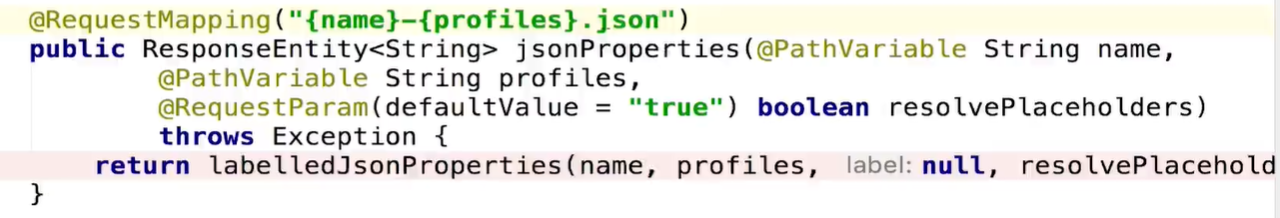 @RequestMapping("{name}-{profiles}.json")
public ResponseEntity<String> jsonProperties(@PathVariable String name,
@PathVariable String profiles,
@RequestParam(defaultValue = "true") boolean resolvePlaceholders)
throws Exception {
return labelledJsonProperties(name, profiles, label: null, resolvePlacehold
}